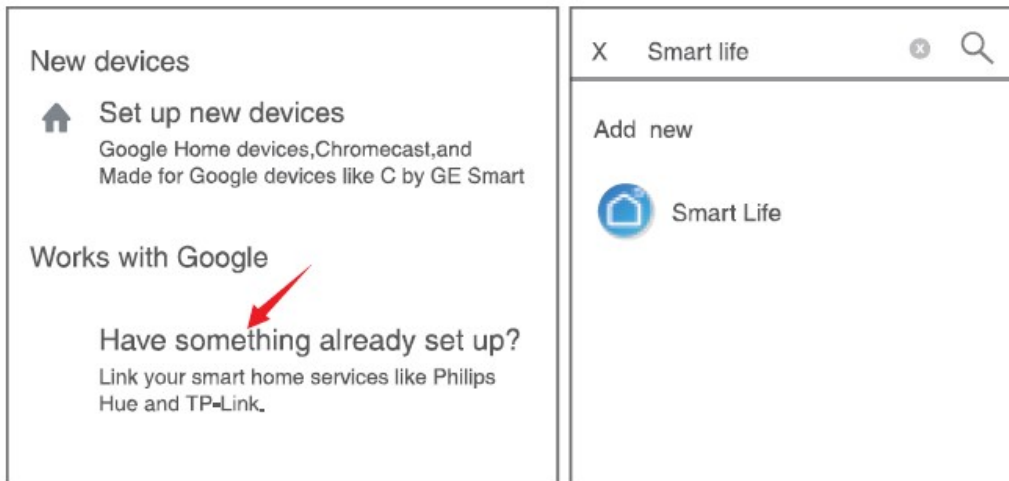 New devices
Set up new devices
Google Home devices,Chromecast,and
Made for Google devices like C by GE Smart
Works with Google
Have something already set up?
Link your smart home services like Philips
Hue and TP-Link.
X Smart life x
Add new
Smart Life